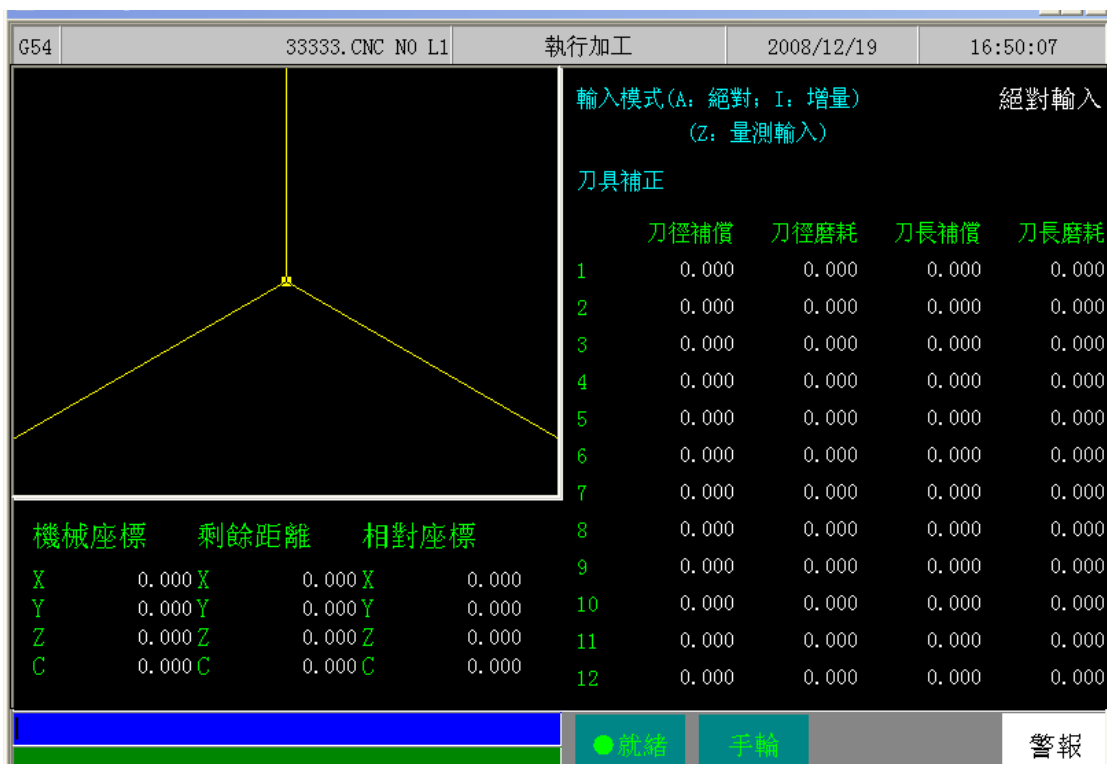 G54 33333.CNC N0 L1 執行加工 2008/12/19 16:50:07
輸入模式(A: 絕對; I: 增量) 絕對輸入
(Z: 量測輸入)
刀具補正
刀徑補償 刀徑磨耗 刀長補償 刀長磨耗
1 0.000 0.000 0.000 0.000
2 0.000 0.000 0.000 0.000
3 0.000 0.000 0.000 0.000
4 0.000 0.000 0.000 0.000
5 0.000 0.000 0.000 0.000
6 0.000 0.000 0.000 0.000
7 0.000 0.000 0.000 0.000
8 0.000 0.000 0.000 0.000
9 0.000 0.000 0.000 0.000
10 0.000 0.000 0.000 0.000
11 0.000 0.000 0.000 0.000
12 0.000 0.000 0.000 0.000
機械座標 剩餘距離 相對座標
X 0.000 X 0.000 X 0.000
Y 0.000 Y 0.000 Y 0.000
Z 0.000 Z 0.000 Z 0.000
C 0.000 C 0.000 C 0.000
就緒 手輪 警報